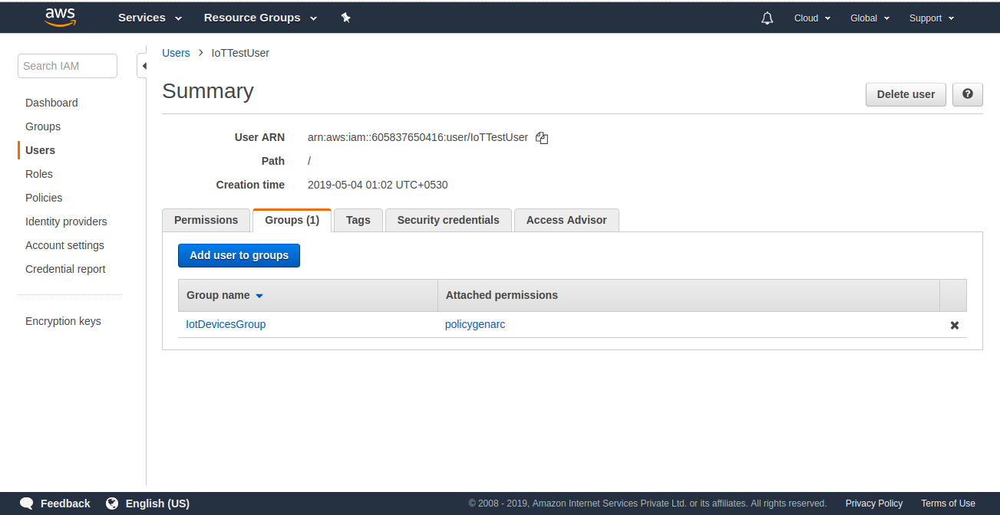 aws Services Resource Groups Cloud Global Support
Search IAM
Dashboard
Groups
Users
Roles
Policies
Identity providers
Account settings
Credential report
Encryption keys
Users > IoTTestUser
Summary
Delete user
User ARN arn:aws:iam::605837650416:user/IoTTestUser
Path /
Creation time 2019-05-04 01:02 UTC+0530
Permissions Groups (1) Tags Security credentials Access Advisor
Add user to groups
Group name Attached permissions
IotDevicesGroup policygenarc
Feedback English (US) © 2008 - 2019, Amazon Internet Services Private Ltd. or its affiliates. All rights reserved. Privacy Policy Terms of Use